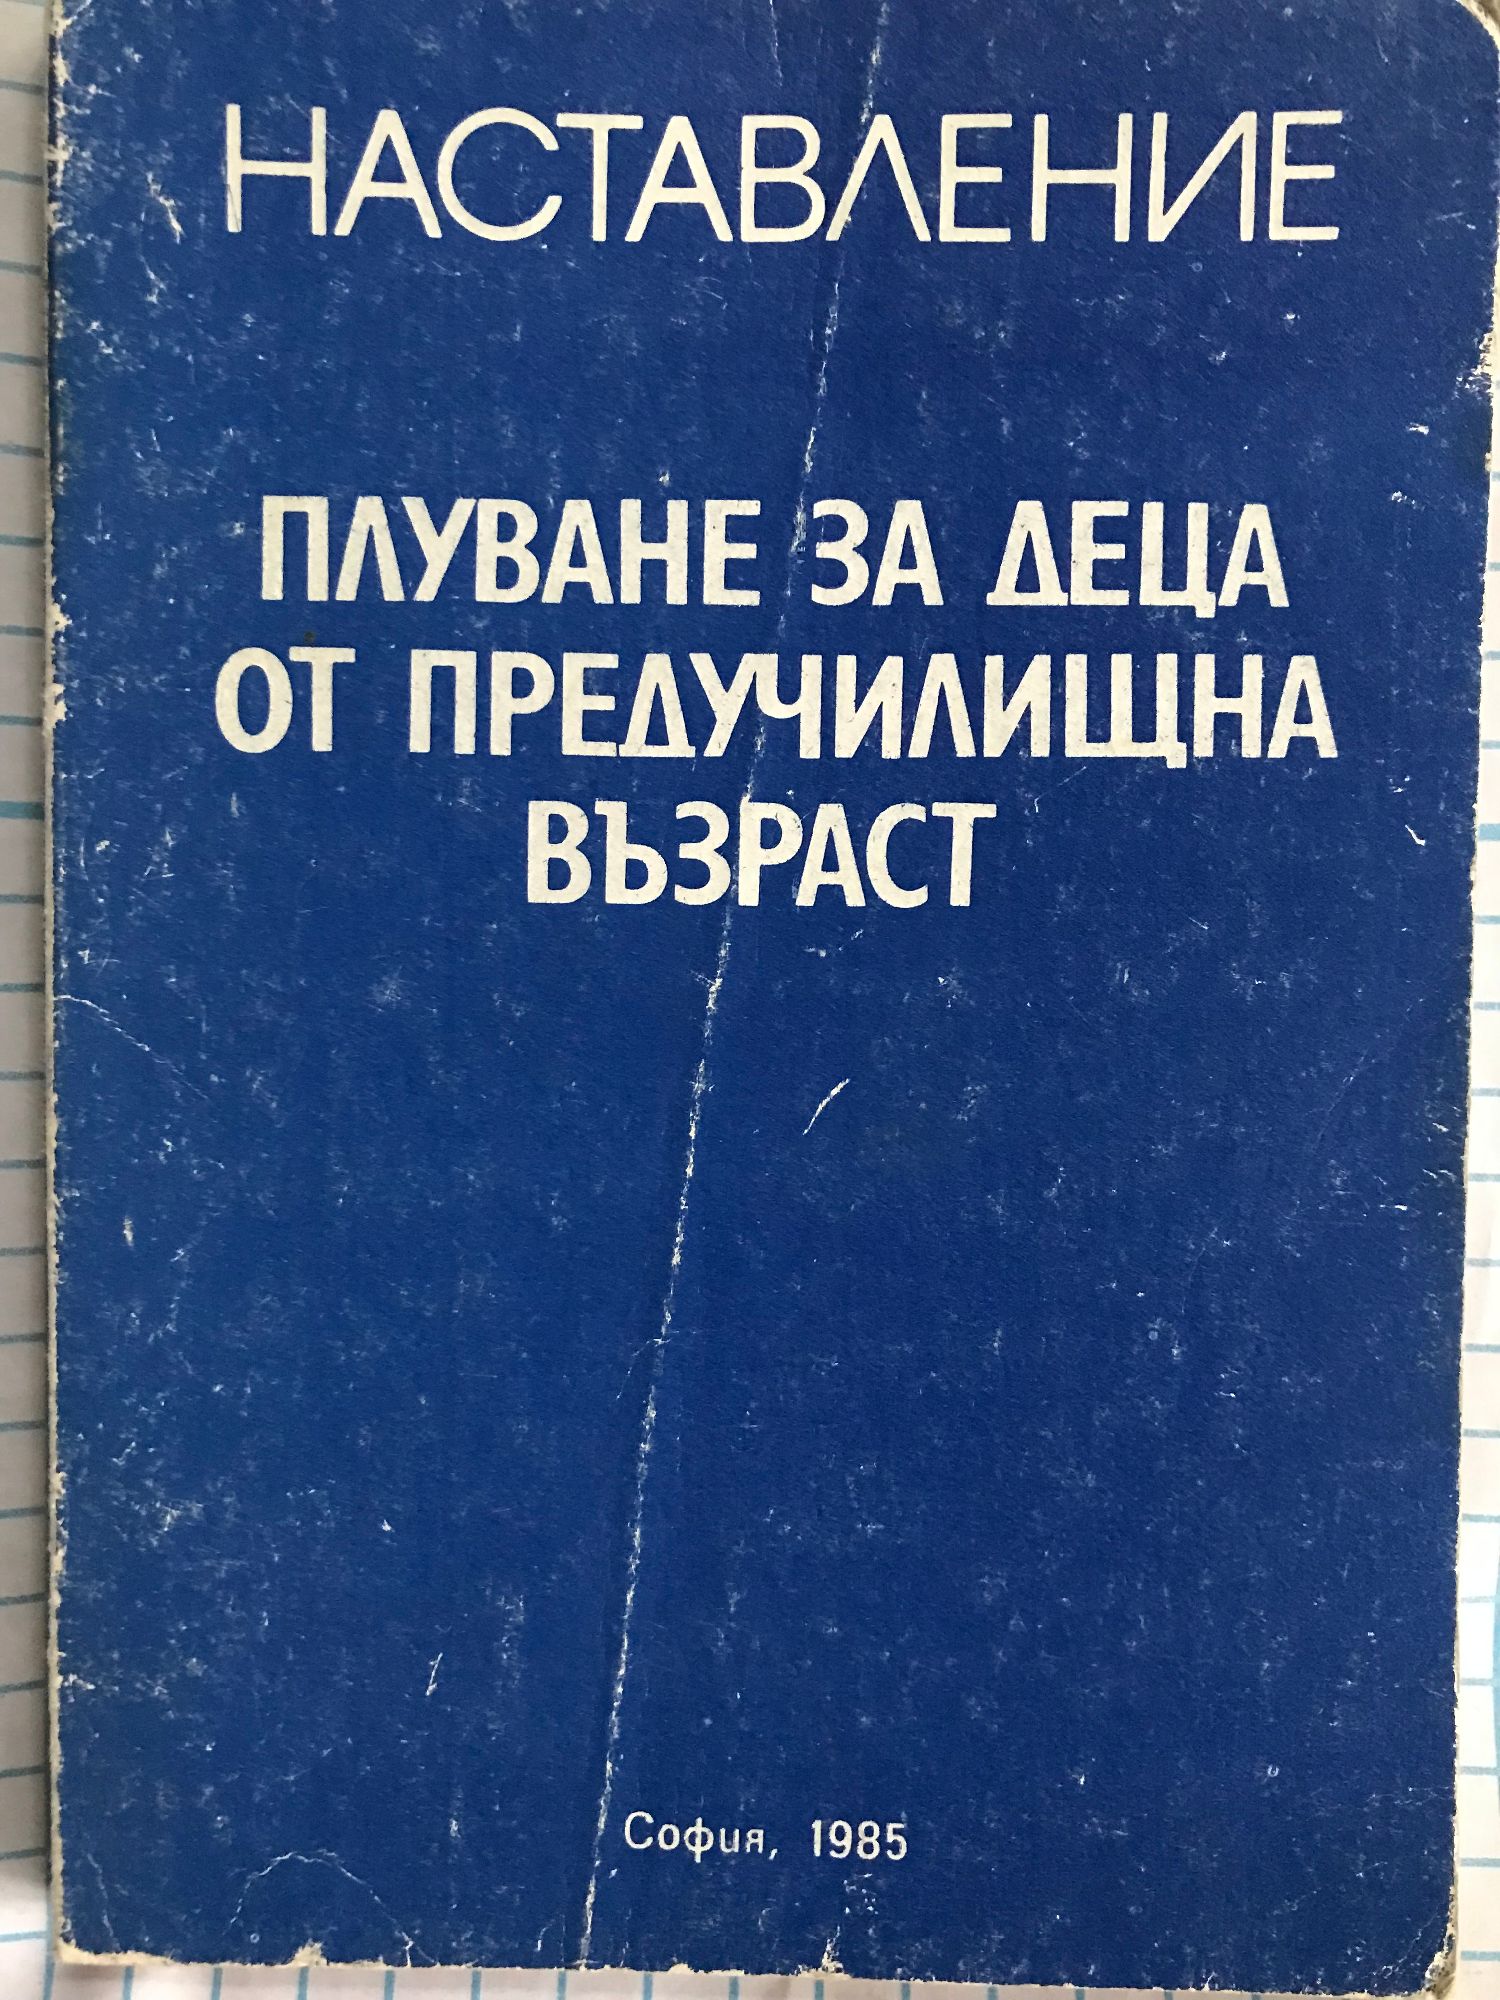 НАСТАВЛЕНИЕ
ПЛУВАНЕ ЗА ДЕЦА
ОТ ПРЕДУЧИЛИЩНА
ВЪЗРАСТ
София, 1985